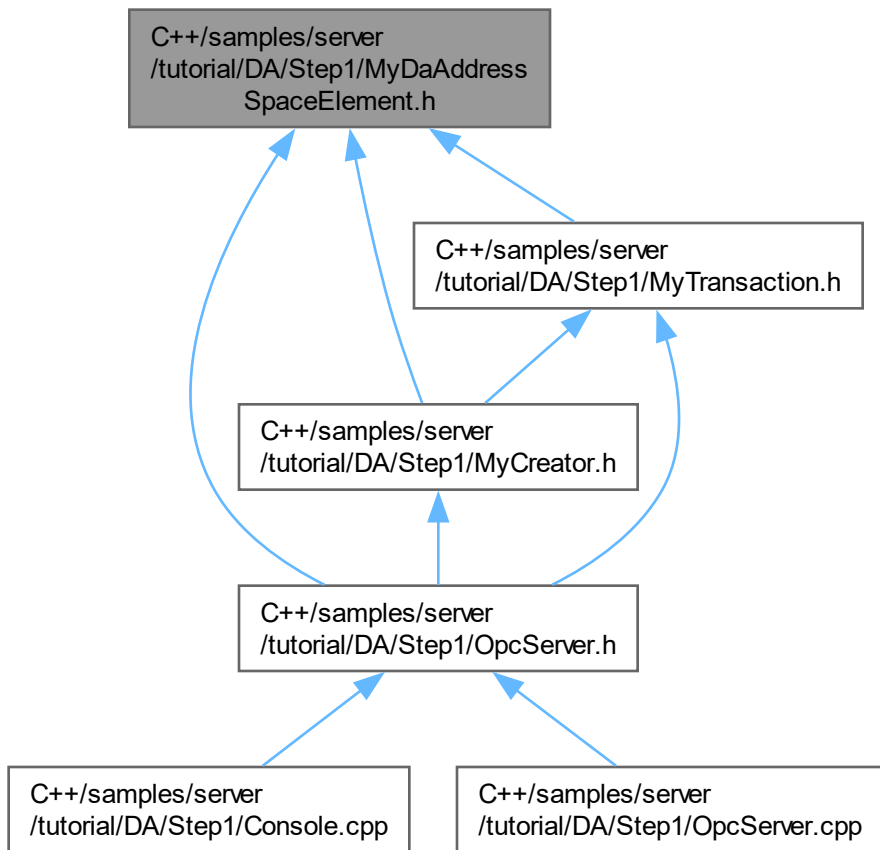 C++/samples/server
/tutorial/DA/Step1/MyDaAddress
SpaceElement.h
C++/samples/server
/tutorial/DA/Step1/MyTransaction.h
C++/samples/server
/tutorial/DA/Step1/MyCreator.h
C++/samples/server
/tutorial/DA/Step1/OpcServer.h
C++/samples/server
/tutorial/DA/Step1/Console.cpp
C++/samples/server
/tutorial/DA/Step1/OpcServer.cpp